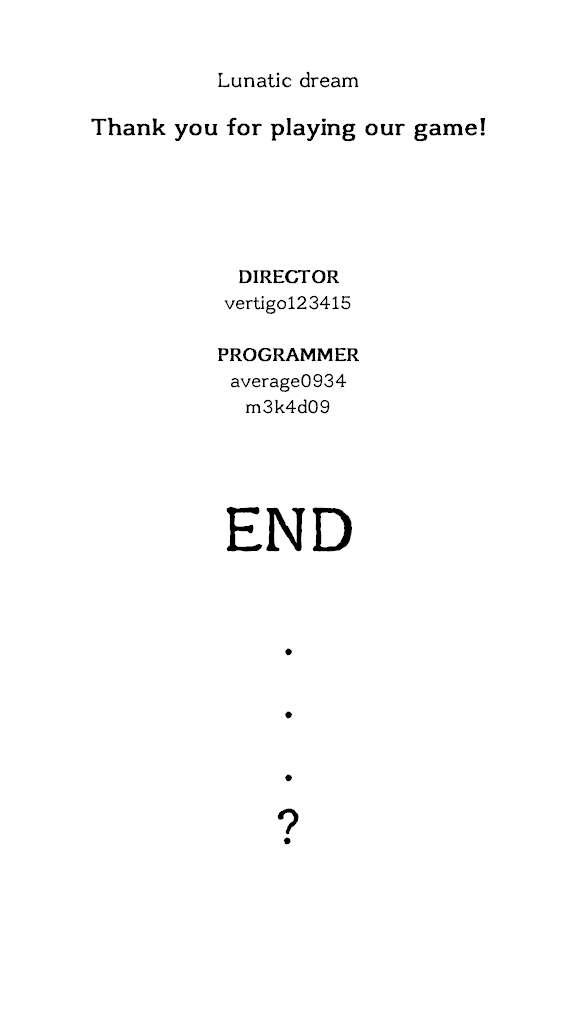 Lunatic dream
Thank you for playing our game!
DIRECTOR
vertigo123415
PROGRAMMER
average0934
m3k4d09
END
.
.
.
?